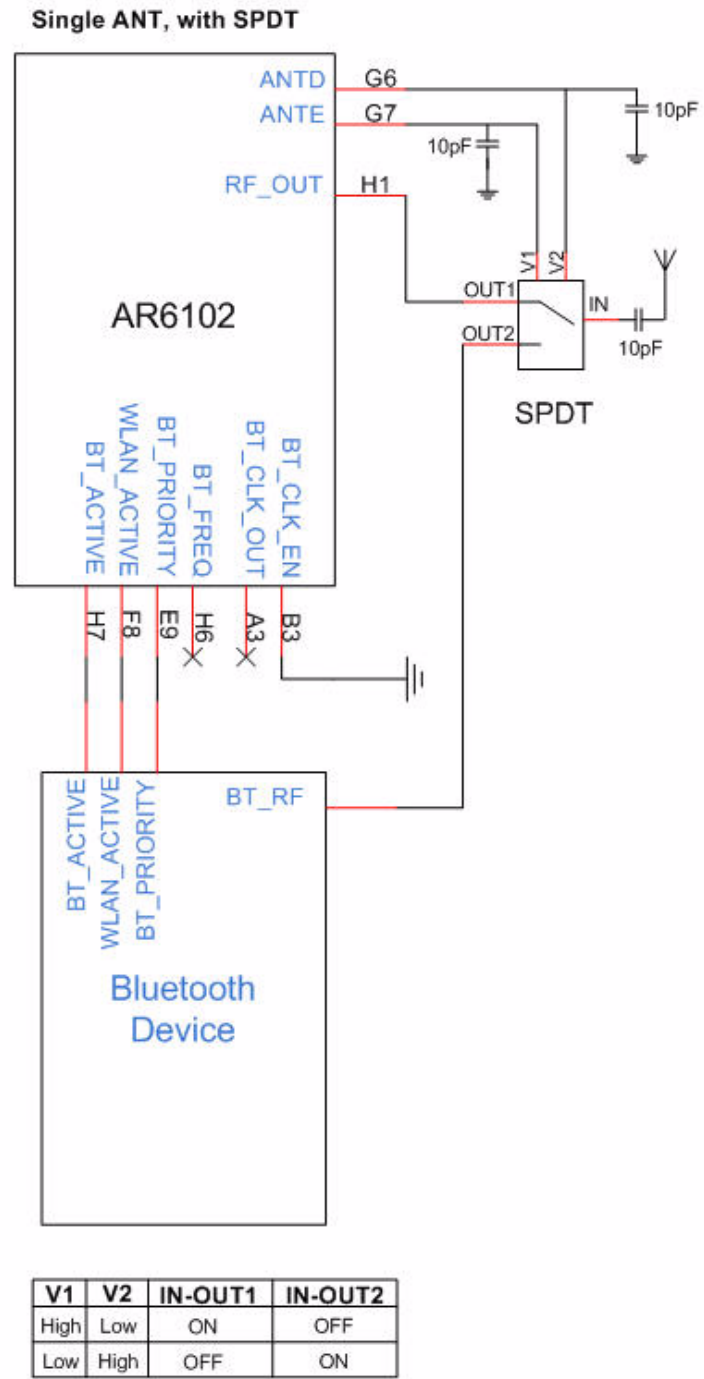 Single ANT, with SPDT
ANTD
G6
10pF
ANTE
G7
10pF
RF_OUT
H1
V1
V2
OUT1
IN
AR6102
OUT2
10pF
SPDT
BT_ACTIVE
WLAN_ACTIVE
BT_PRIORITY
BT_FREQ
BT_CLK_OUT
BT_CLK_EN
H7
F8
E9
H6
A3
B3
BT_ACTIVE
WLAN_ACTIVE
BT_PRIORITY
BT_RF
Bluetooth
Device
V1 V2 IN-OUT1 IN-OUT2
High Low ON OFF
Low High OFF ON